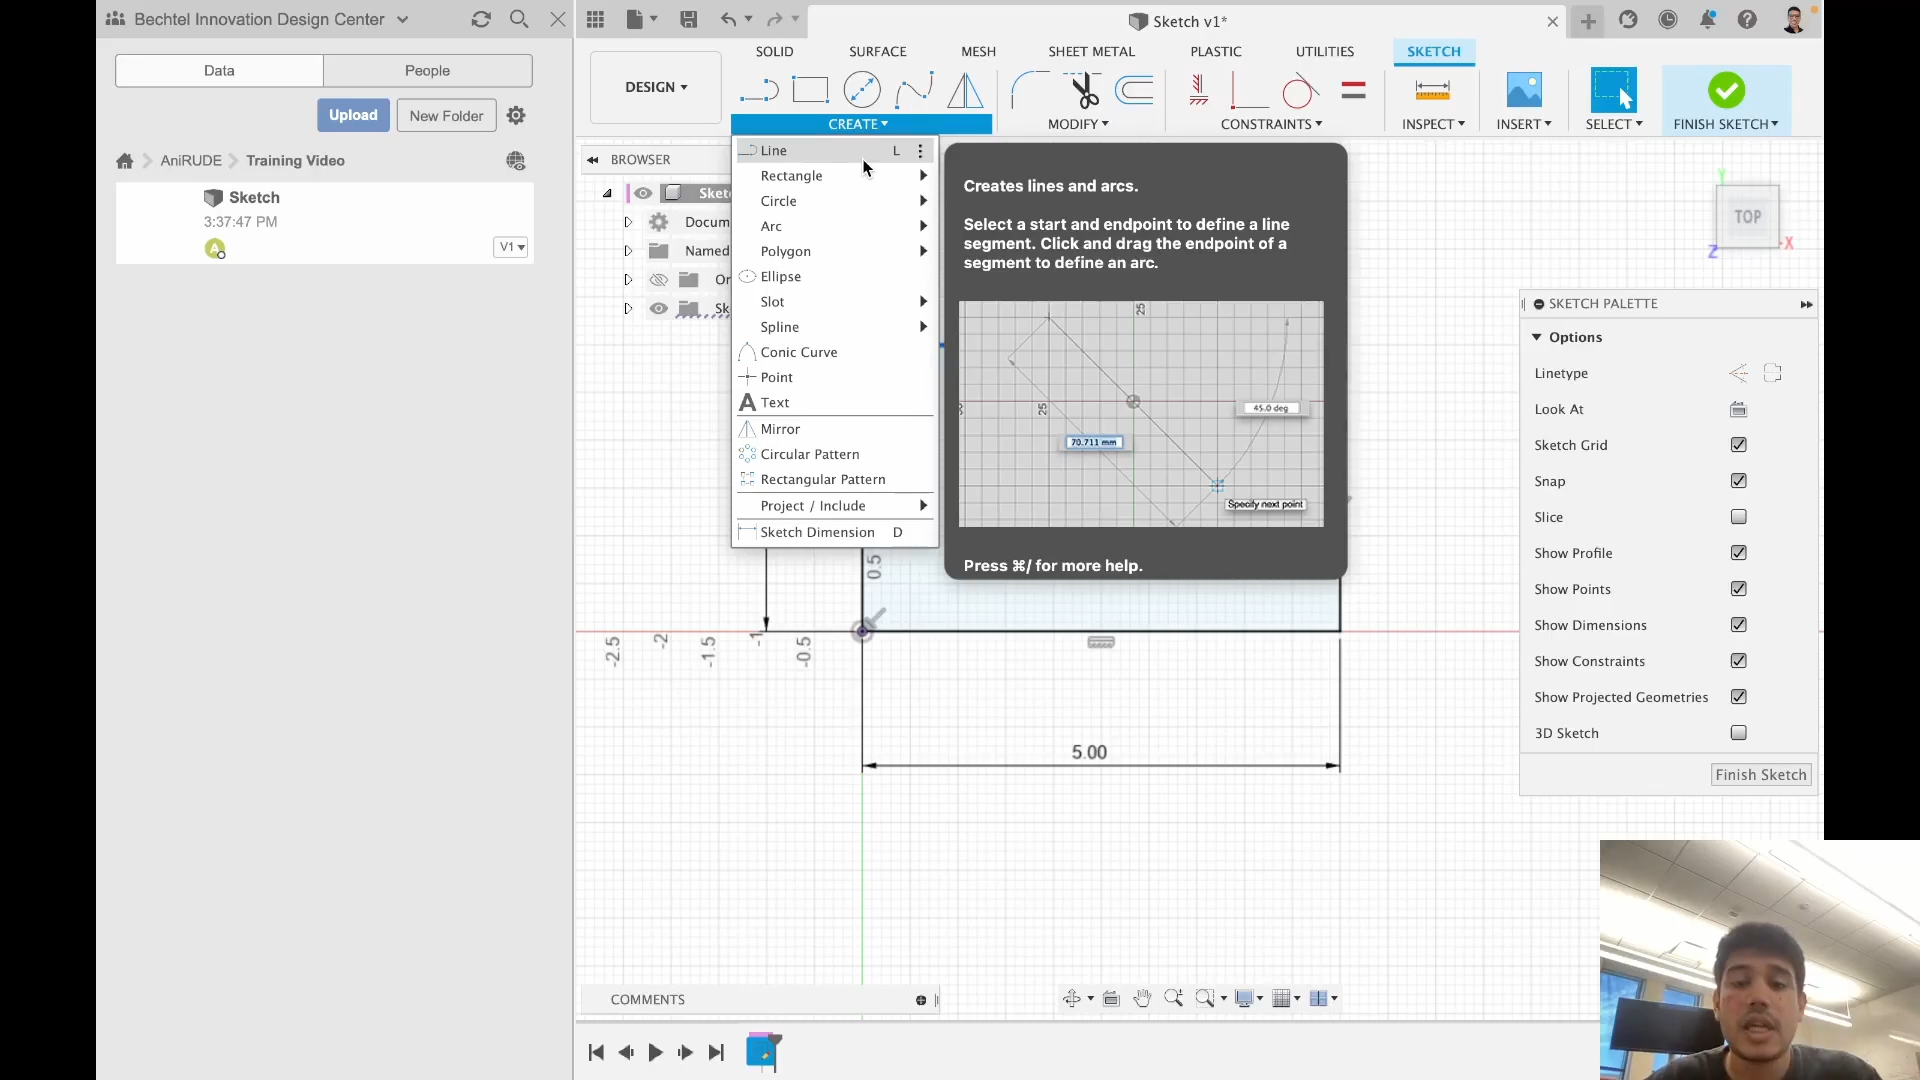 Bechtel Innovation Design Center
Sketch v1*
Data
People
Upload
New Folder
AniRUDE
Training Video
Sketch
3:37:47 PM
A
V1
DESIGN
SOLID
SURFACE
MESH
SHEET METAL
PLASTIC
UTILITIES
SKETCH
CREATE
MODIFY
CONSTRAINTS
INSPECT
INSERT
SELECT
FINISH SKETCH
BROWSER
Sketc
Docum
Named
Or
Sk
Line L
Rectangle
Circle
Arc
Polygon
Ellipse
Slot
Spline
Conic Curve
Point
Text
Mirror
Circular Pattern
Rectangular Pattern
Project / Include
Sketch Dimension D
Creates lines and arcs.
Select a start and endpoint to define a line
segment. Click and drag the endpoint of a
segment to define an arc.
25
25
45.0 deg
70.711 mm
Specify next point
Press ⌘/ for more help.
TOP
Y
X
Z
SKETCH PALETTE
Options
Linetype
Look At
Sketch Grid
Snap
Slice
Show Profile
Show Points
Show Dimensions
Show Constraints
Show Projected Geometries
3D Sketch
Finish Sketch
0.5
-2.5
-2
-1.5
-1
-0.5
5.00
COMMENTS